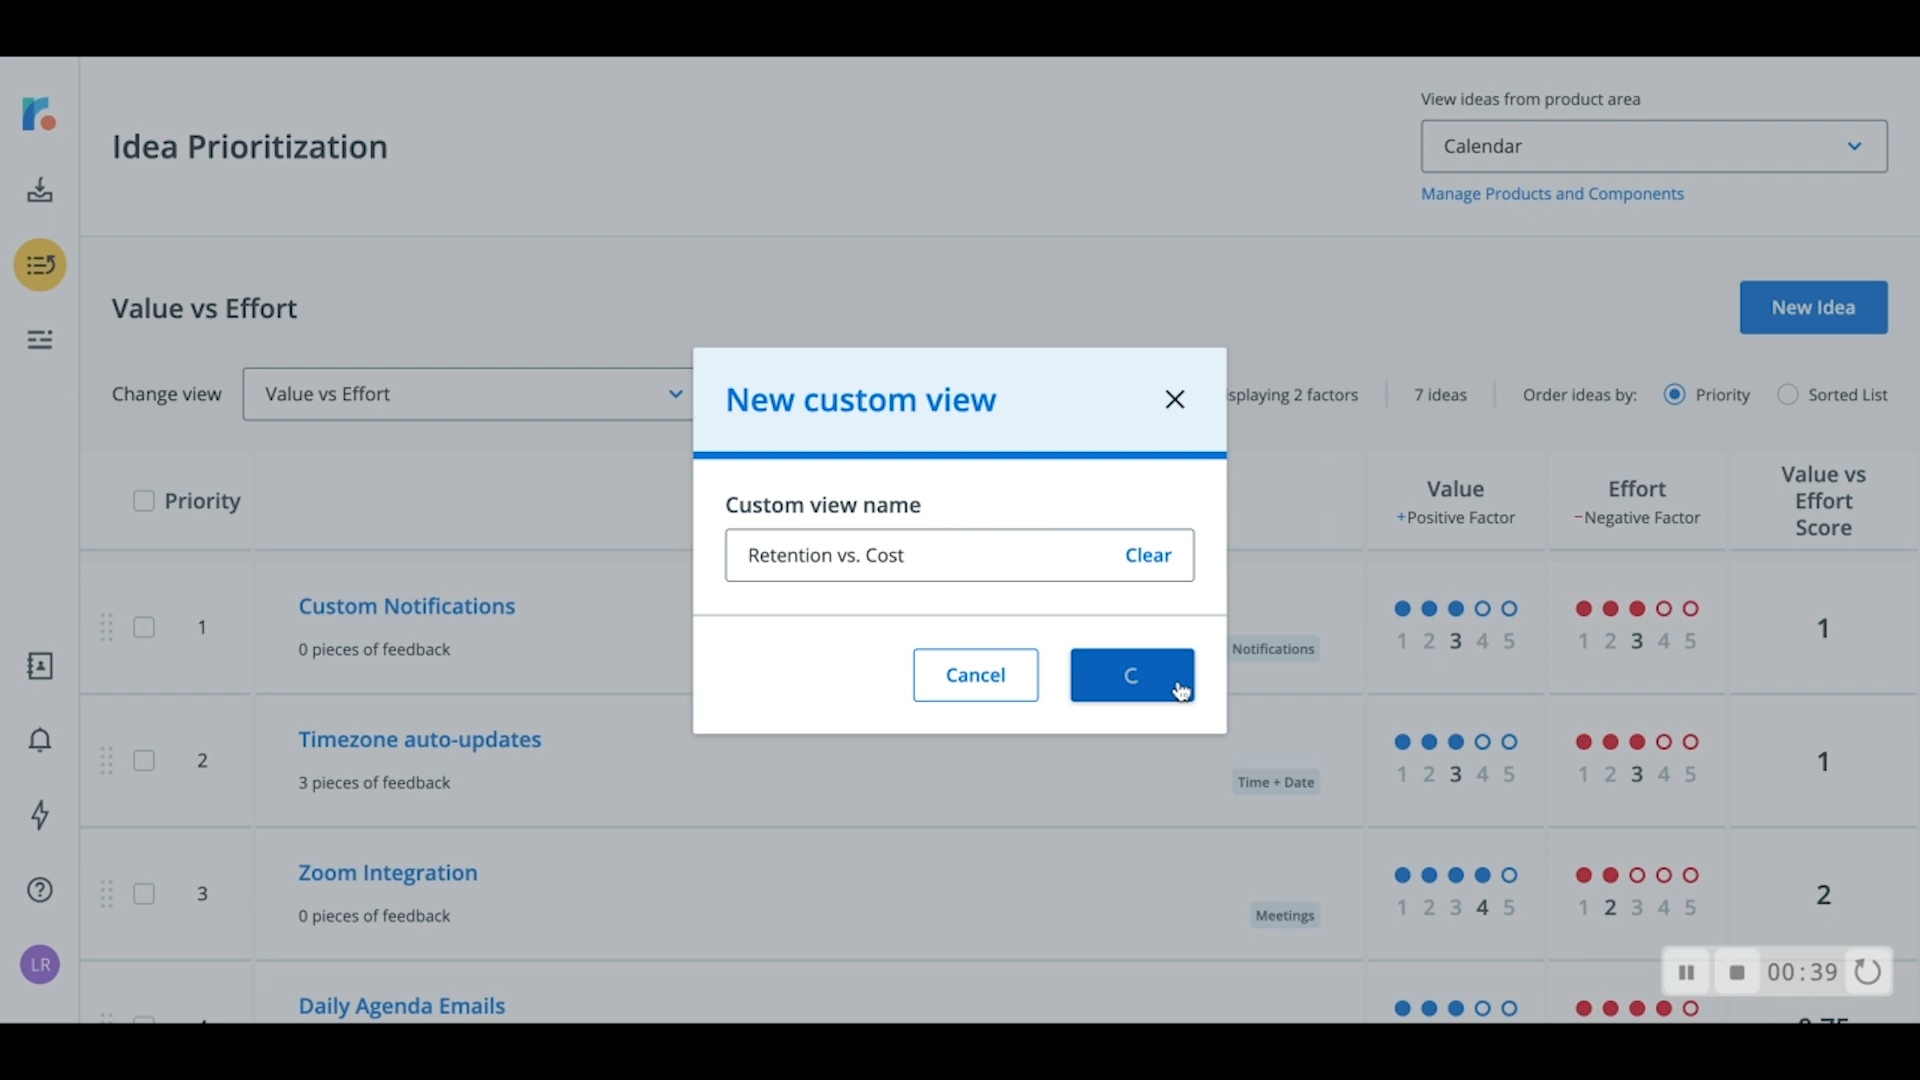 View ideas from product area
Idea Prioritization
Calendar
Manage Products and Components
Value vs Effort
New Idea
Change view
Value vs Effort
splaying 2 factors
7 ideas
Order ideas by:
Priority
Sorted List
New custom view
Custom view name
Retention vs. Cost
Clear
Cancel
Priority
Value
+Positive Factor
Effort
−Negative Factor
Value vs
Effort
Score
1
Custom Notifications
0 pieces of feedback
Notifications
1 2 3 4 5
1 2 3 4 5
1
2
Timezone auto-updates
3 pieces of feedback
Time + Date
1 2 3 4 5
1 2 3 4 5
1
3
Zoom Integration
0 pieces of feedback
Meetings
1 2 3 4 5
1 2 3 4 5
2
Daily Agenda Emails
LR
00:39